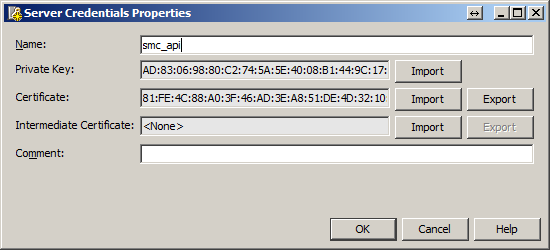 Server Credentials Properties
Name: smc_api
Private Key: AD:83:06:98:80:C2:74:5A:5E:40:08:B1:44:9C:17: Import
Certificate: 81:FE:4C:88:A0:3F:46:AD:3E:A8:51:DE:4D:32:10 Import Export
Intermediate Certificate: <None> Import Export
Comment:
OK Cancel Help